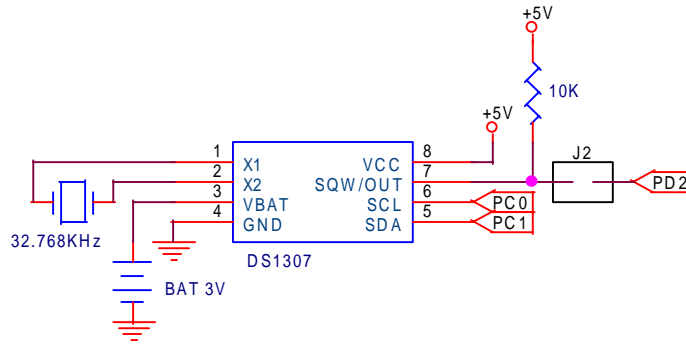 +5V
10K
+5V
J2
1
X1
VCC
8
2
X2
SQW/OUT
7
PD2
3
VBAT
SCL
6
PC0
4
GND
SDA
5
PC1
32.768KHz
DS1307
BAT 3V